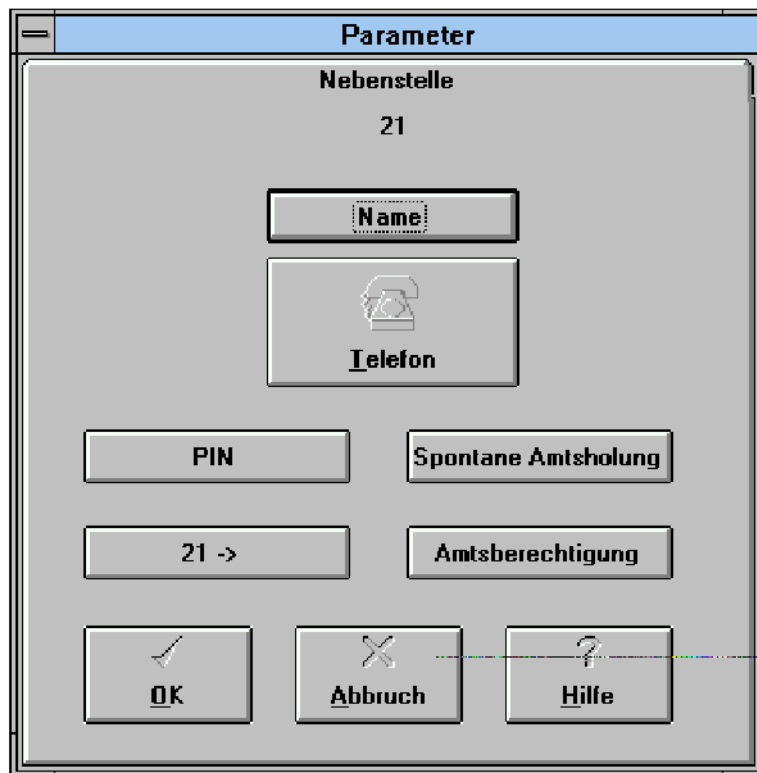 Parameter
Nebenstelle
21
Name
Telefon
PIN
Spontane Amtsholung
21 ->
Amtsberechtigung
OK
Abbruch
Hilfe